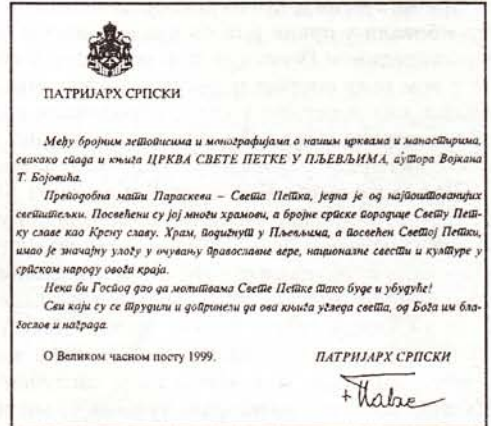 ПАТРИЈАРХ СРПСКИ
Међу бројним летописима и монографијама о нашим црквама и манастирима,
свакако спада и књига ЦРКВА СВЕТЕ ПЕТКЕ У ПЉЕВЉИМА, аутора Војкана
Т. Бојовића.
Преподобна мати Параскева – Света Петка, једна је од најпоштованијих
светитељки. Посвећени су јој многи храмови, а бројне српске породице Свету Пет-
ку славе као Крсну славу. Храм, подигнут у Пљевљима, а посвећен Светој Петки,
имао је значајну улогу у очувању православне вере, националне свести и културе у
српском народу овога краја.
Нека би Господ дао да молитвама Свете Петке тако буде и убудуће!
Сви који су се трудили и допринели да ова књига угледа света, од Бога им бла-
гослов и награда.
О Великом часном посту 1999.
ПАТРИЈАРХ СРПСКИ
+ Павле